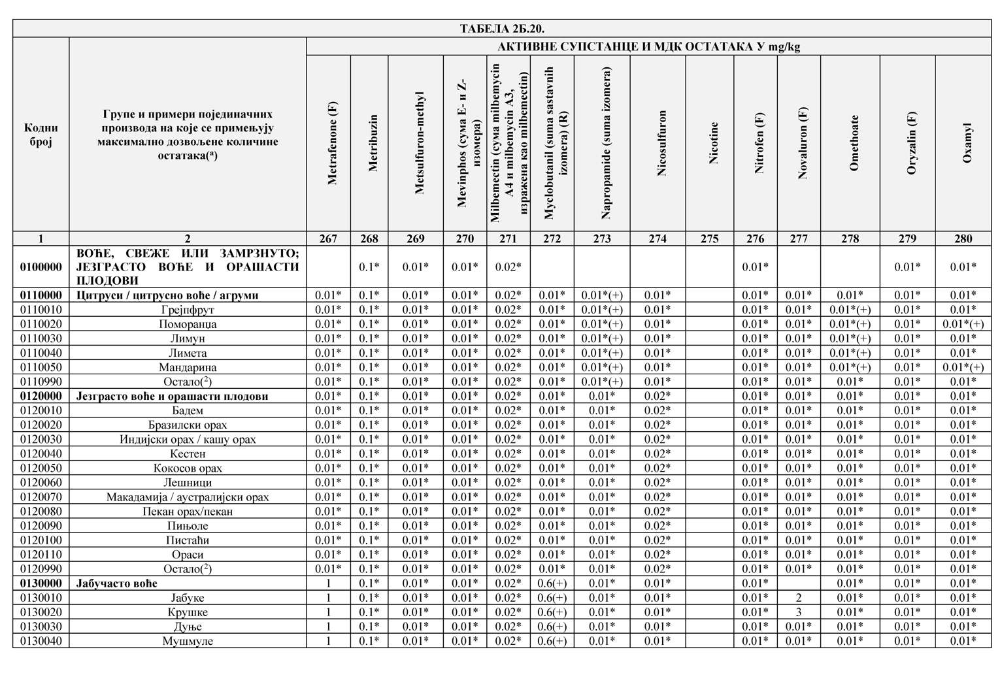 ТАБЕЛА 2Б.20.
АКТИВНЕ СУПСТАНЦЕ И МДК ОСТАТАКА У mg/kg
Кодни
број
Групе и примери појединачних
производа на које се примењују
максимално дозвољене количине
остатака(ª)
Metrafenone (F)
Metribuzin
Metsulfuron-methyl
Mevinphos (сума E- и Z-
изомера)
Milbemectin (сума milbemycin
A4 и milbemycin A3,
изражена као milbemectin)
Myclobutanil (suma sastavnih
izomera) (R)
Napropamide (suma izomera)
Nicosulfuron
Nicotine
Nitrofen (F)
Novaluron (F)
Omethoate
Oryzalin (F)
Oxamyl
1 2 267 268 269 270 271 272 273 274 275 276 277 278 279 280
ВОЋЕ, СВЕЖЕ ИЛИ ЗАМРЗНУТО;
0100000 ЈЕЗГРАСТО ВОЋЕ И ОРАШАСТИ 0.1* 0.01* 0.01* 0.02* 0.01* 0.01* 0.01*
ПЛОДОВИ
0110000 Цитруси / цитрусно воће / агруми 0.01* 0.1* 0.01* 0.01* 0.02* 0.01* 0.01*(+) 0.01* 0.01* 0.01* 0.01* 0.01* 0.01*
0110010 Грејпфрут 0.01* 0.1* 0.01* 0.01* 0.02* 0.01* 0.01*(+) 0.01* 0.01* 0.01* 0.01*(+) 0.01* 0.01*
0110020 Поморанџа 0.01* 0.1* 0.01* 0.01* 0.02* 0.01* 0.01*(+) 0.01* 0.01* 0.01* 0.01*(+) 0.01* 0.01*(+)
0110030 Лимун 0.01* 0.1* 0.01* 0.01* 0.02* 0.01* 0.01*(+) 0.01* 0.01* 0.01* 0.01*(+) 0.01* 0.01*
0110040 Лимета 0.01* 0.1* 0.01* 0.01* 0.02* 0.01* 0.01*(+) 0.01* 0.01* 0.01* 0.01*(+) 0.01* 0.01*
0110050 Мандарина 0.01* 0.1* 0.01* 0.01* 0.02* 0.01* 0.01*(+) 0.01* 0.01* 0.01* 0.01*(+) 0.01* 0.01*(+)
0110990 Остало(²) 0.01* 0.1* 0.01* 0.01* 0.02* 0.01* 0.01*(+) 0.01* 0.01* 0.01* 0.01* 0.01* 0.01*
0120000 Језграсто воће и орашасти плодови 0.01* 0.1* 0.01* 0.01* 0.02* 0.01* 0.01* 0.02* 0.01* 0.01* 0.01* 0.01* 0.01*
0120010 Бадем 0.01* 0.1* 0.01* 0.01* 0.02* 0.01* 0.01* 0.02* 0.01* 0.01* 0.01* 0.01* 0.01*
0120020 Бразилски орах 0.01* 0.1* 0.01* 0.01* 0.02* 0.01* 0.01* 0.02* 0.01* 0.01* 0.01* 0.01* 0.01*
0120030 Индијски орах / кашу орах 0.01* 0.1* 0.01* 0.01* 0.02* 0.01* 0.01* 0.02* 0.01* 0.01* 0.01* 0.01* 0.01*
0120040 Кестен 0.01* 0.1* 0.01* 0.01* 0.02* 0.01* 0.01* 0.02* 0.01* 0.01* 0.01* 0.01* 0.01*
0120050 Кокосов орах 0.01* 0.1* 0.01* 0.01* 0.02* 0.01* 0.01* 0.02* 0.01* 0.01* 0.01* 0.01* 0.01*
0120060 Лешници 0.01* 0.1* 0.01* 0.01* 0.02* 0.01* 0.01* 0.02* 0.01* 0.01* 0.01* 0.01* 0.01*
0120070 Макадамија / аустралијски орах 0.01* 0.1* 0.01* 0.01* 0.02* 0.01* 0.01* 0.02* 0.01* 0.01* 0.01* 0.01* 0.01*
0120080 Пекан орах/пекан 0.01* 0.1* 0.01* 0.01* 0.02* 0.01* 0.01* 0.02* 0.01* 0.01* 0.01* 0.01* 0.01*
0120090 Пињоле 0.01* 0.1* 0.01* 0.01* 0.02* 0.01* 0.01* 0.02* 0.01* 0.01* 0.01* 0.01* 0.01*
0120100 Пистаћи 0.01* 0.1* 0.01* 0.01* 0.02* 0.01* 0.01* 0.02* 0.01* 0.01* 0.01* 0.01* 0.01*
0120110 Ораси 0.01* 0.1* 0.01* 0.01* 0.02* 0.01* 0.01* 0.02* 0.01* 0.01* 0.01* 0.01* 0.01*
0120990 Остало(²) 0.01* 0.1* 0.01* 0.01* 0.02* 0.01* 0.01* 0.02* 0.01* 0.01* 0.01* 0.01* 0.01*
0130000 Јабучасто воће 1 0.1* 0.01* 0.01* 0.02* 0.6(+) 0.01* 0.01* 0.01* 0.01* 0.01* 0.01*
0130010 Јабуке 1 0.1* 0.01* 0.01* 0.02* 0.6(+) 0.01* 0.01* 0.01* 2 0.01* 0.01* 0.01*
0130020 Крушке 1 0.1* 0.01* 0.01* 0.02* 0.6(+) 0.01* 0.01* 0.01* 3 0.01* 0.01* 0.01*
0130030 Дуње 1 0.1* 0.01* 0.01* 0.02* 0.6(+) 0.01* 0.01* 0.01* 0.01* 0.01* 0.01* 0.01*
0130040 Мушмуле 1 0.1* 0.01* 0.01* 0.02* 0.6(+) 0.01* 0.01* 0.01* 0.01* 0.01* 0.01* 0.01*